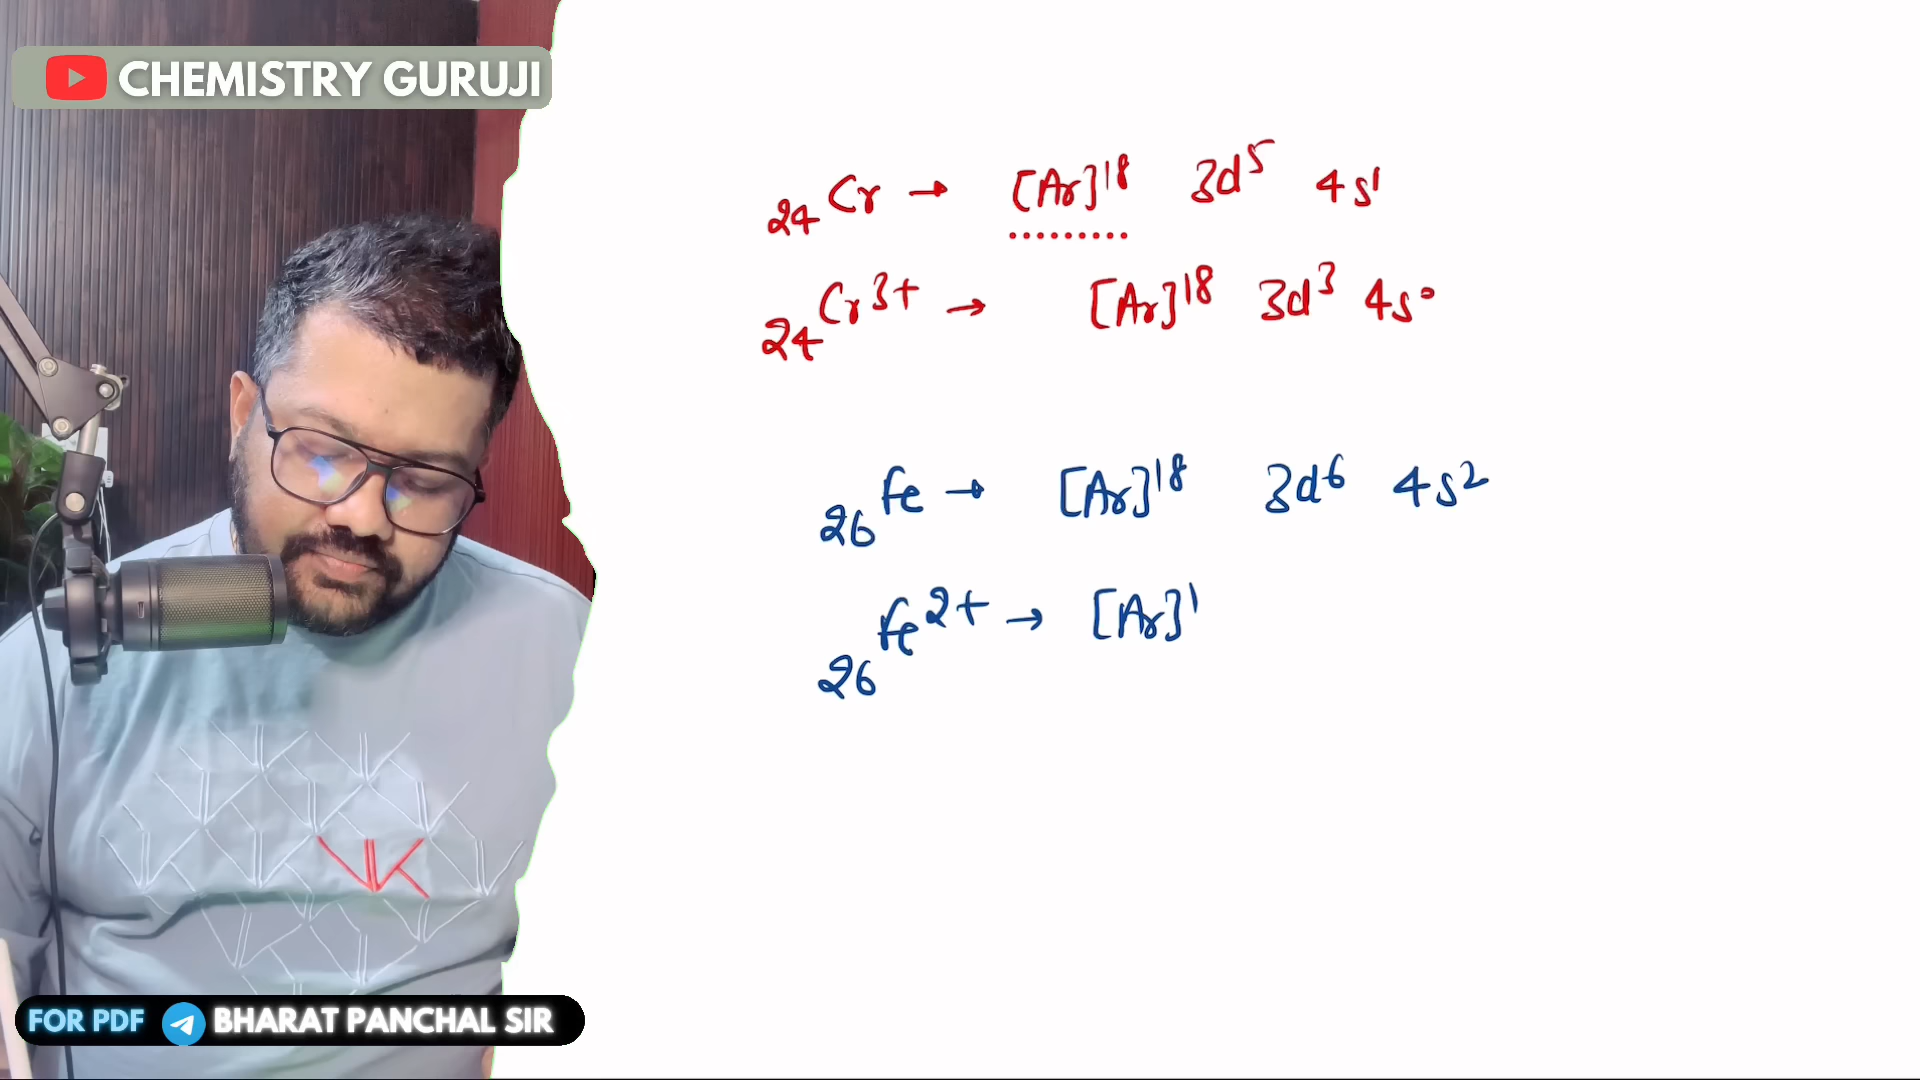 CHEMISTRY GURUJI
₂₄Cr → [Ar]¹⁸ 3d⁵ 4s¹
₂₄Cr³⁺ → [Ar]¹⁸ 3d³ 4s⁰
₂₆Fe → [Ar]¹⁸ 3d⁶ 4s²
₂₆Fe²⁺ → [Ar]¹
VK
FOR PDF BHARAT PANCHAL SIR